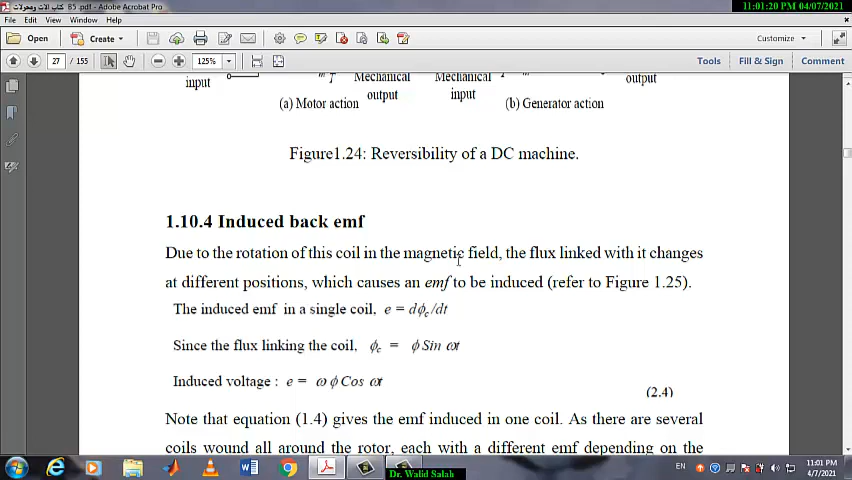 85 كتاب الات ومحولات.pdf - Adobe Acrobat Pro
11:01:20 PM 04/07/2021
File Edit View Window Help
Open Create Customize
27 / 155 125% Tools Fill & Sign Comment
input Mechanical output Mechanical input output
(a) Motor action (b) Generator action
Figure1.24: Reversibility of a DC machine.
1.10.4 Induced back emf
Due to the rotation of this coil in the magnetic field, the flux linked with it changes
at different positions, which causes an emf to be induced (refer to Figure 1.25).
The induced emf in a single coil, e = dϕc/dt
Since the flux linking the coil, ϕc = ϕ Sin ωt
Induced voltage : e = ω ϕ Cos ωt
(2.4)
Note that equation (1.4) gives the emf induced in one coil. As there are several
coils wound all around the rotor, each with a different emf depending on the
EN 11:01 PM
4/7/2021
Dr. Walid Salah